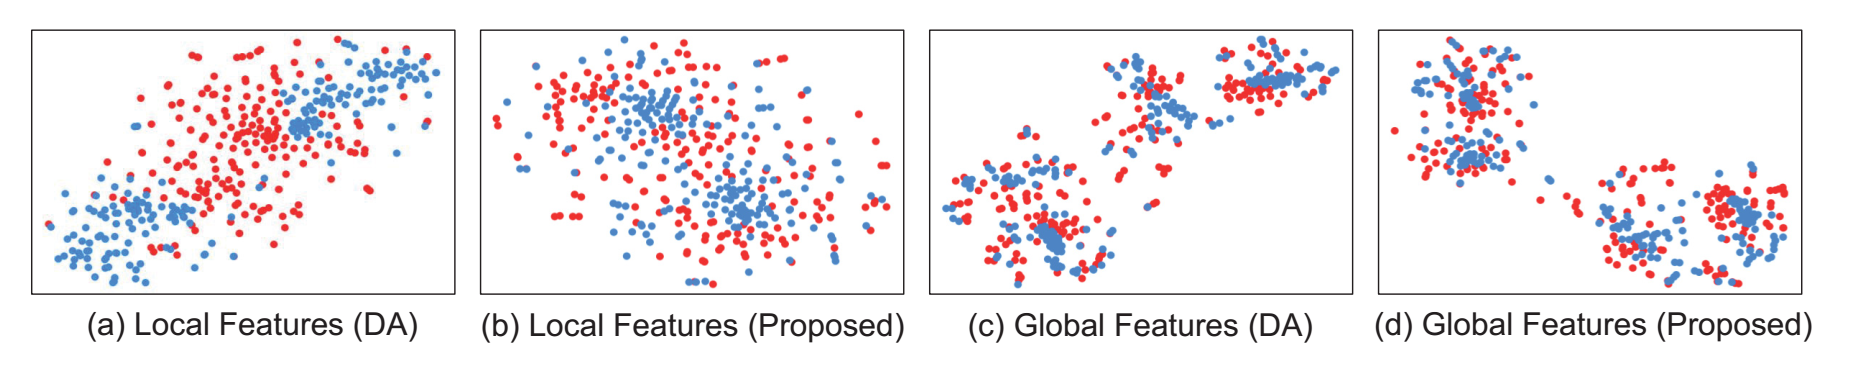 (a) Local Features (DA)
(b) Local Features (Proposed)
(c) Global Features (DA)
(d) Global Features (Proposed)